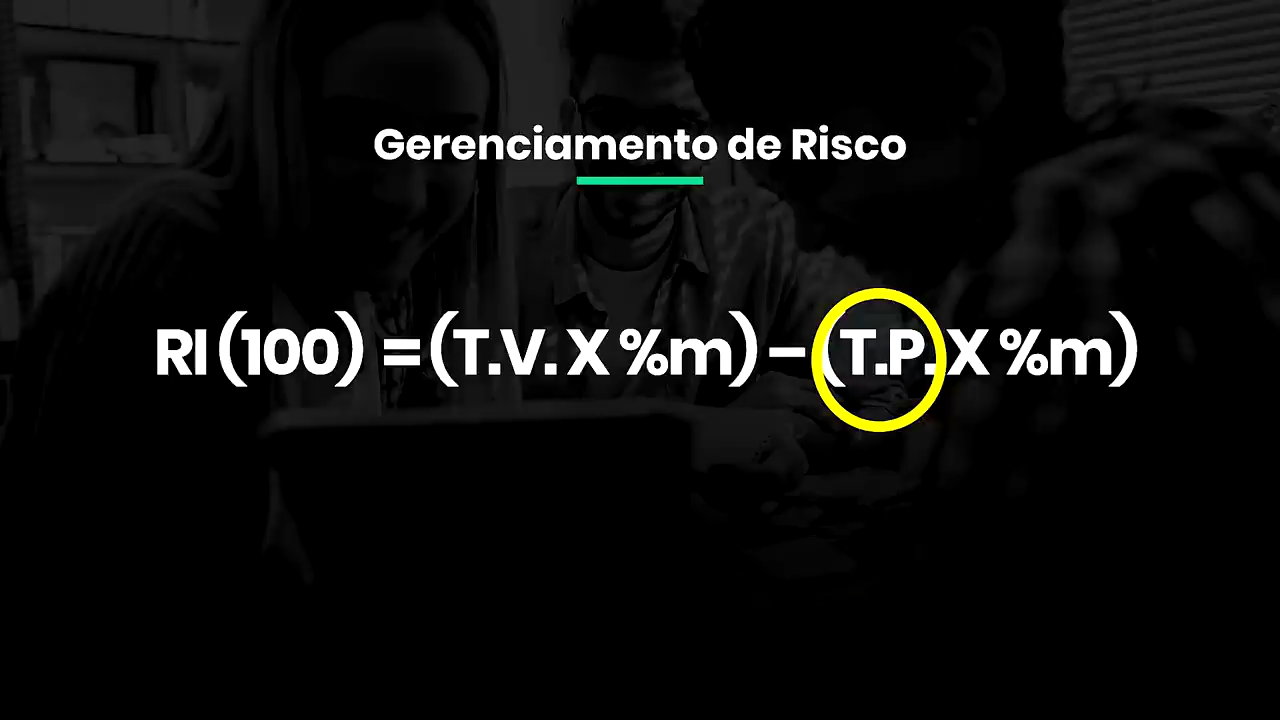 Gerenciamento de Risco
RI (100) = (T.V. X %m) – (T.P. X %m)